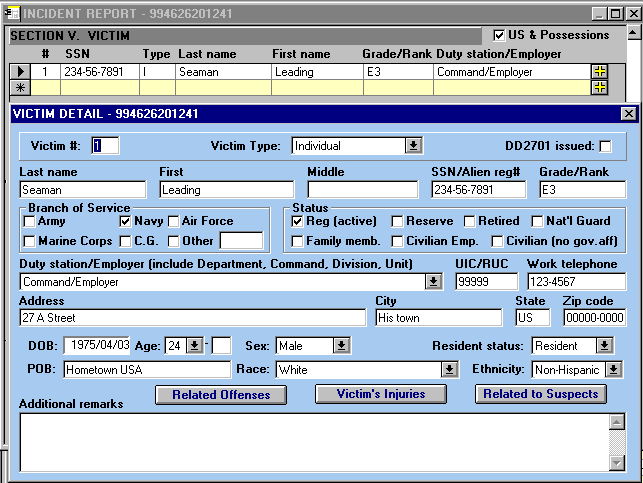 INCIDENT REPORT - 994626201241
SECTION V. VICTIM US & Possessions
# SSN Type Last name First name Grade/Rank Duty station/Employer
1 234-56-7891 I Seaman Leading E3 Command/Employer
*
VICTIM DETAIL - 994626201241
Victim #: 1 Victim Type: Individual DD2701 issued:
Last name First Middle SSN/Alien reg# Grade/Rank
Seaman Leading 234-56-7891 E3
Branch of Service Status
Army Navy Air Force Reg (active) Reserve Retired Nat'l Guard
Marine Corps C.G. Other Family memb. Civilian Emp. Civilian (no gov.aff)
Duty station/Employer (include Department, Command, Division, Unit) UIC/RUC Work telephone
Command/Employer 99999 123-4567
Address City State Zip code
27 A Street His town US 00000-0000
DOB: 1975/04/03 Age: 24 - Sex: Male Resident status: Resident
POB: Hometown USA Race: White Ethnicity: Non-Hispanic
Related Offenses Victim's Injuries Related to Suspects
Additional remarks